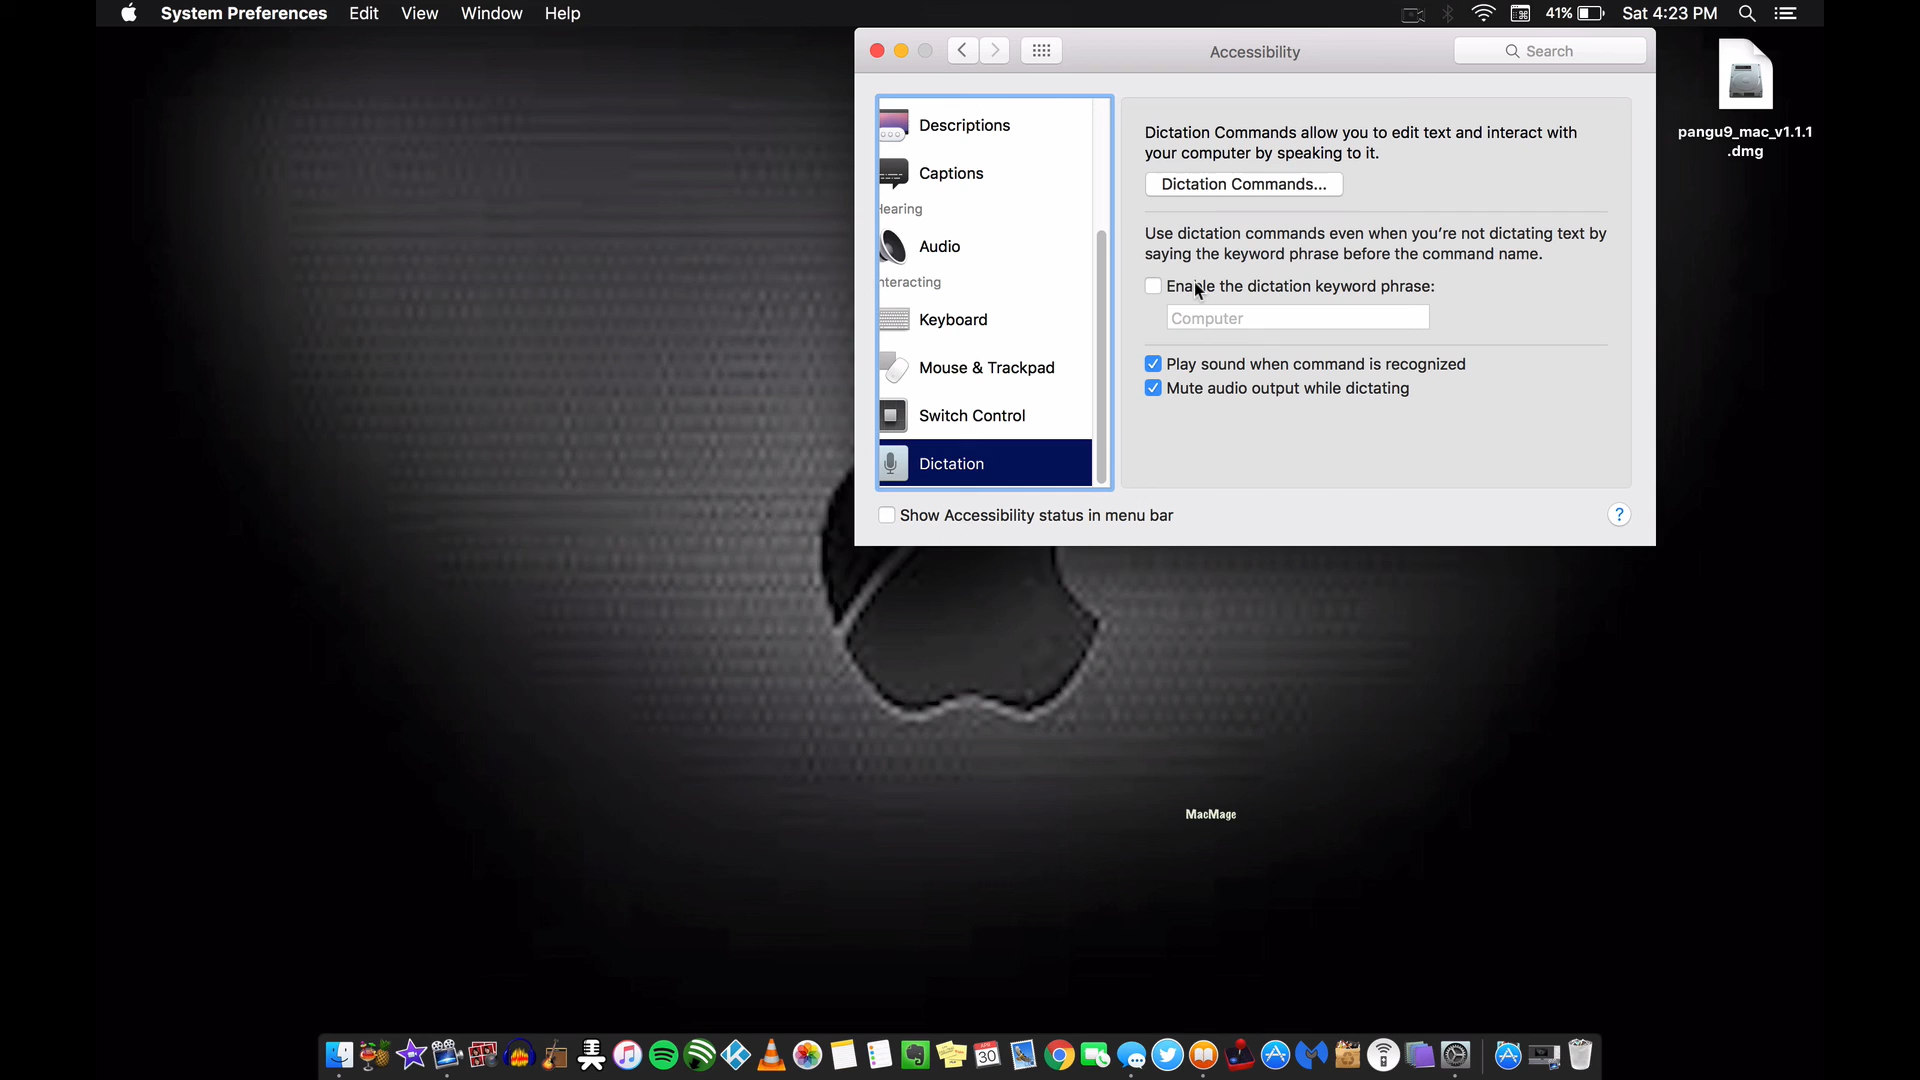 System Preferences Edit View Window Help 41% Sat 4:23 PM
Accessibility
Search
pangu9_mac_v1.1.1
.dmg
Descriptions
Captions
Hearing
Audio
Interacting
Keyboard
Mouse & Trackpad
Switch Control
Dictation
Dictation Commands allow you to edit text and interact with
your computer by speaking to it.
Dictation Commands...
Use dictation commands even when you're not dictating text by
saying the keyword phrase before the command name.
Enable the dictation keyword phrase:
Computer
Play sound when command is recognized
Mute audio output while dictating
Show Accessibility status in menu bar
?
MacMage
APR
30